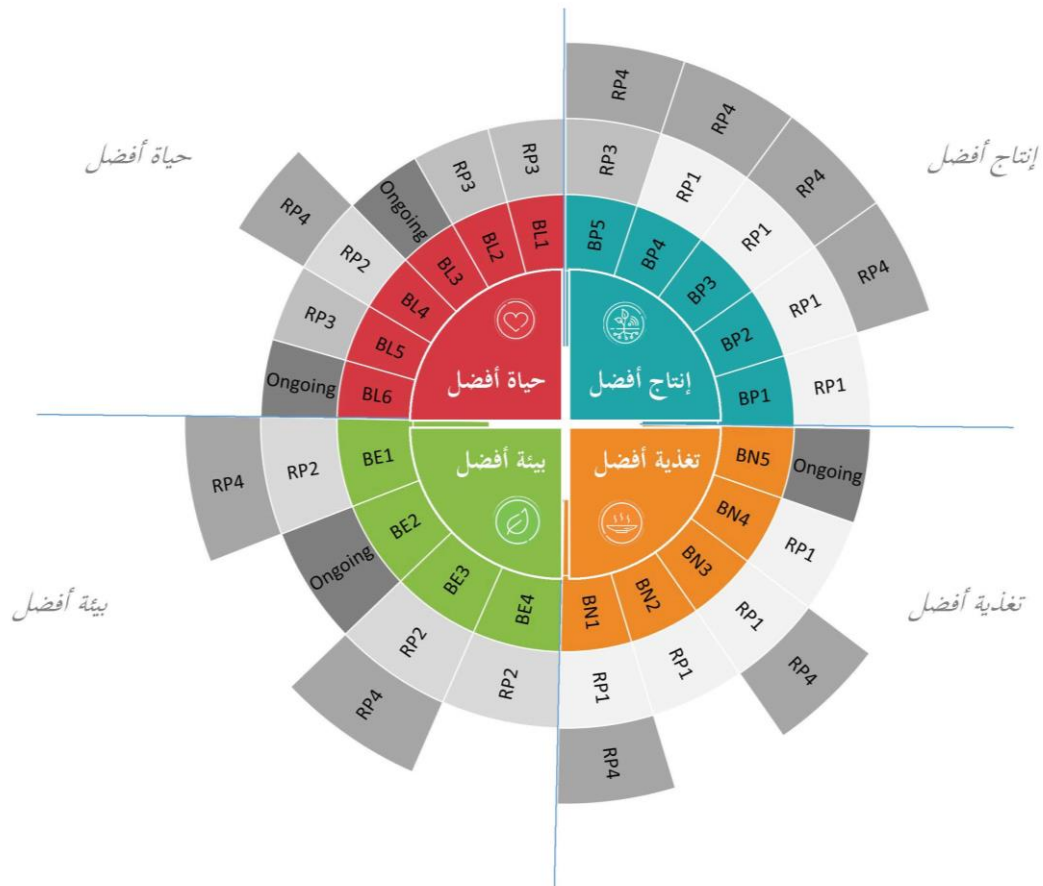 حياة أفضل
إنتاج أفضل
RP4
RP4
RP4
RP4
RP3
RP1
RP1
RP1
RP1
BP5
BP4
BP3
BP2
BP1
إنتاج أفضل
RP3
RP3
Ongoing
RP4
RP2
RP3
Ongoing
BL1
BL2
BL3
BL4
BL5
BL6
حياة أفضل
بيئة أفضل
BE1
BE2
BE3
BE4
RP2
RP4
Ongoing
RP2
RP4
RP2
تغذية أفضل
BN5
BN4
BN3
BN2
BN1
Ongoing
RP1
RP1
RP4
RP1
RP1
RP4
بيئة أفضل
تغذية أفضل